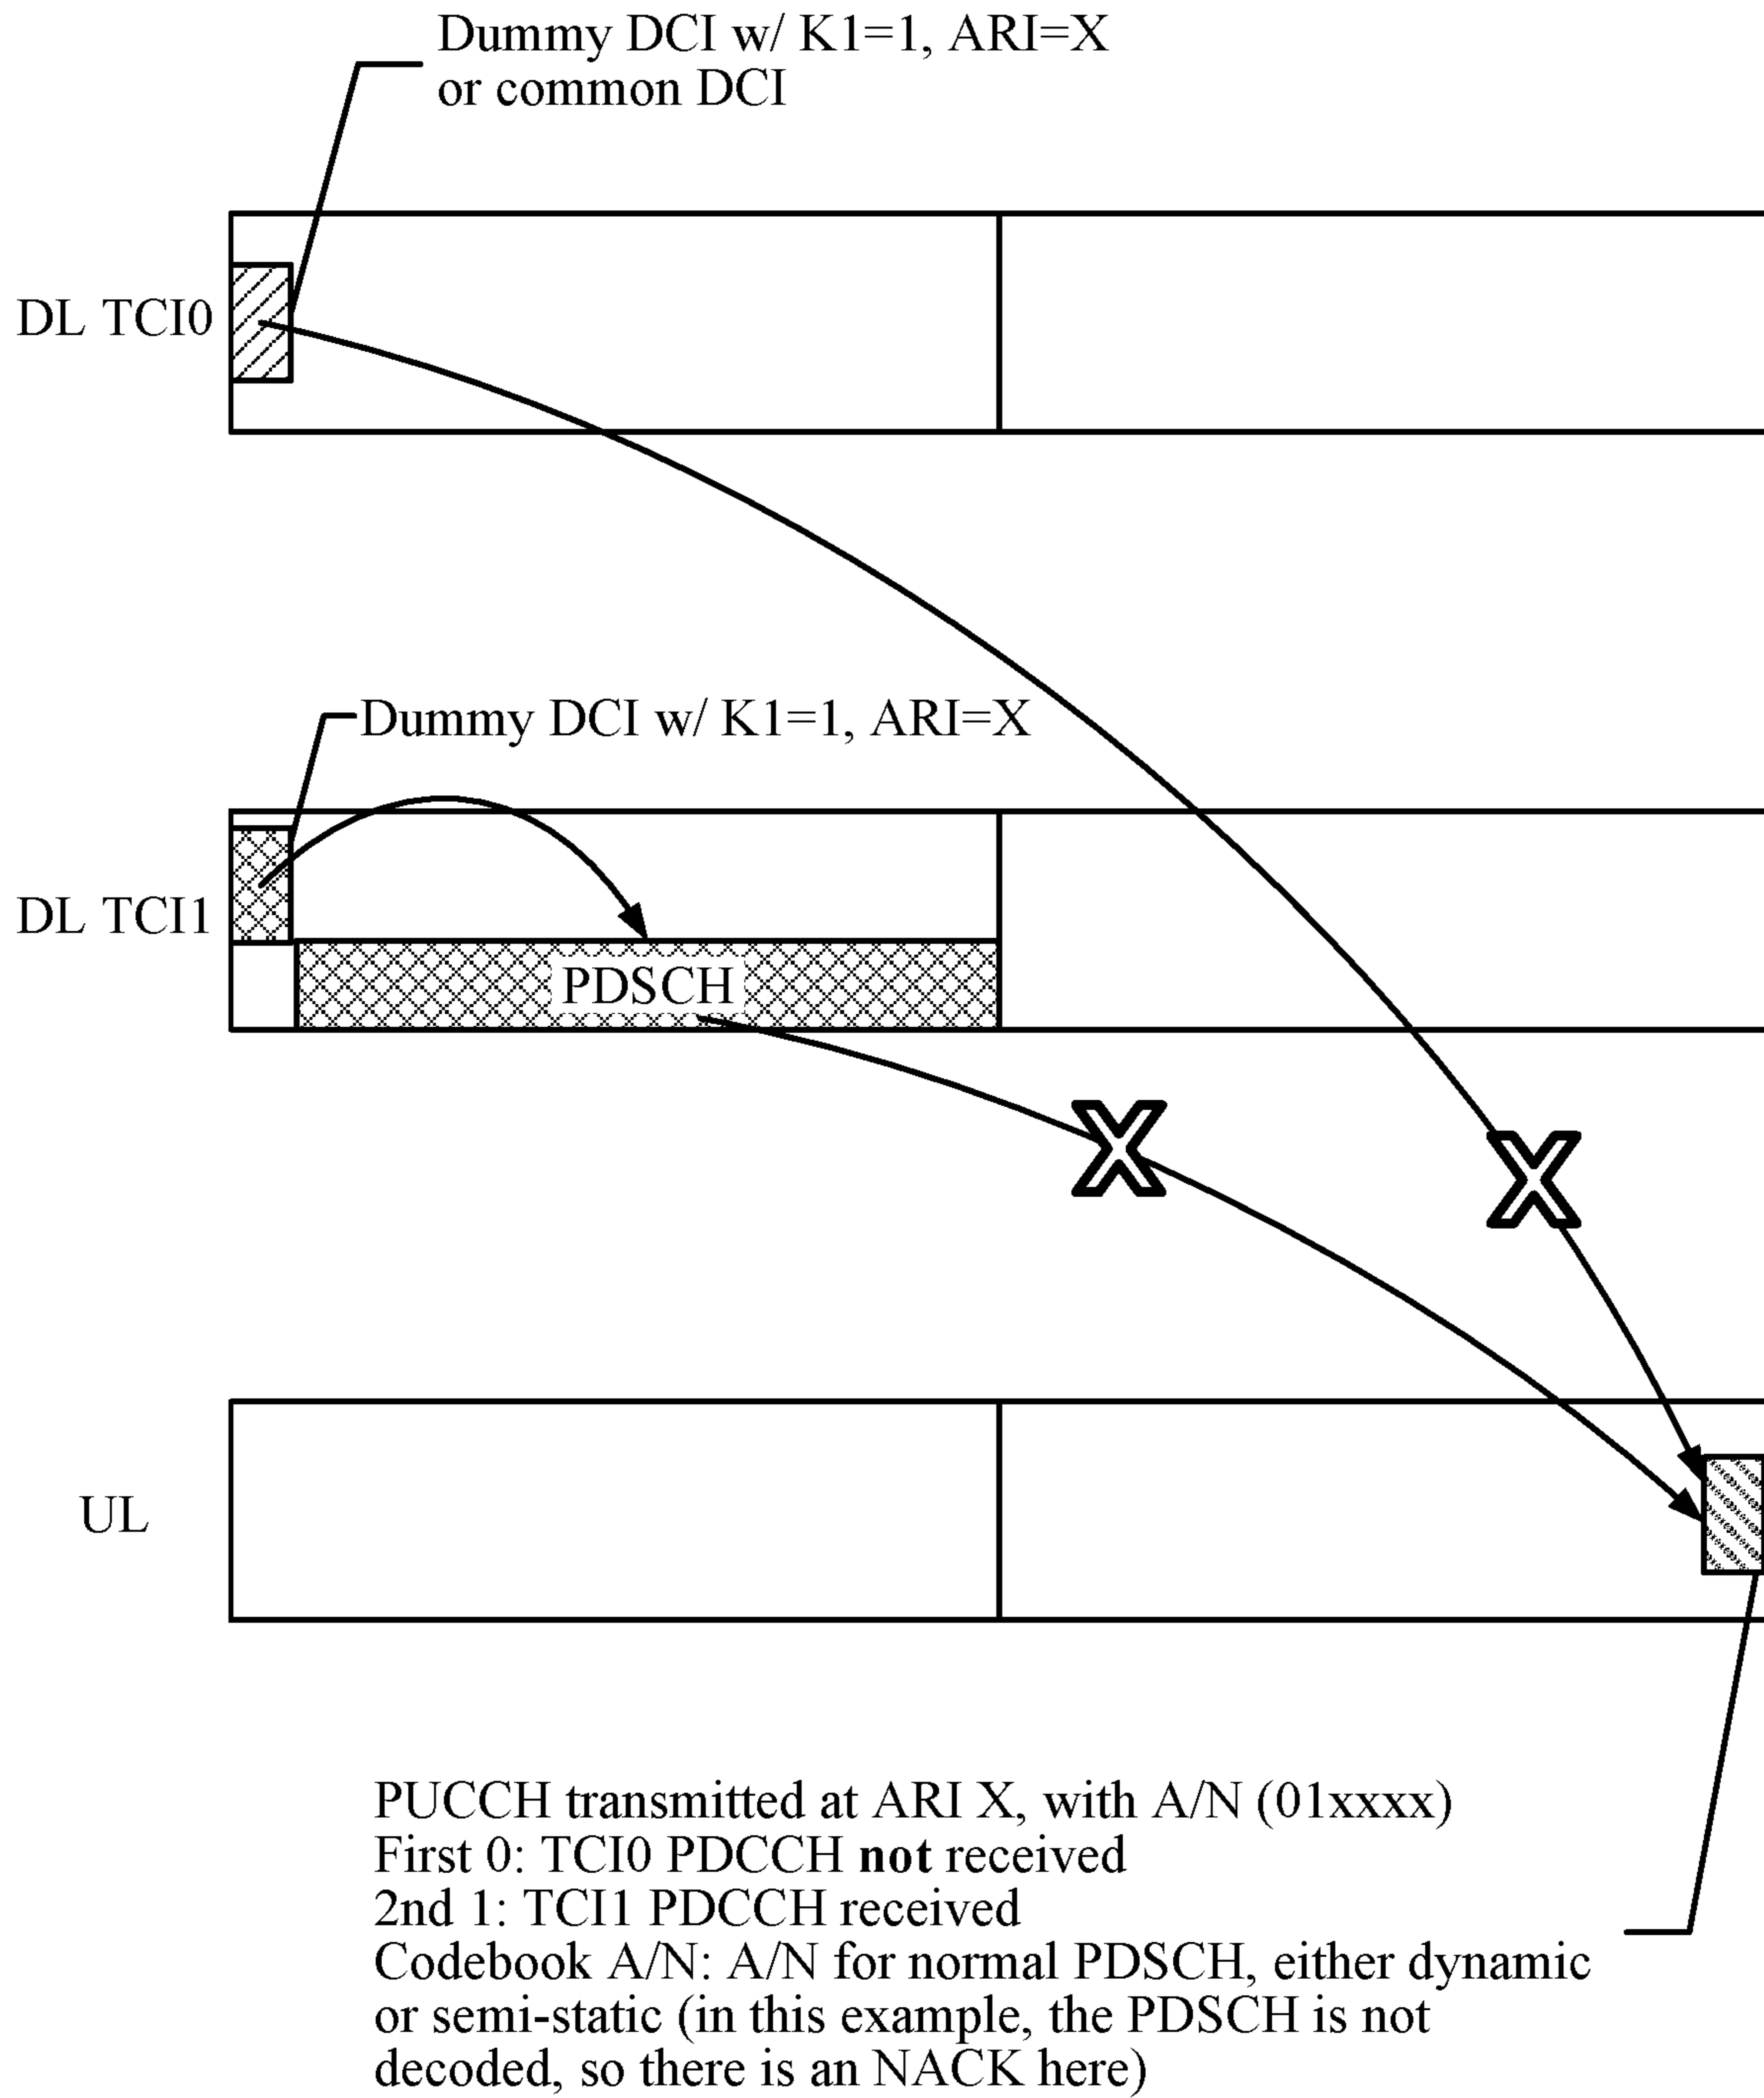 Dummy DCI w/ K1=1, ARI=X
or common DCI
DL TCI0
Dummy DCI w/ K1=1, ARI=X
DL TCI1
PDSCH
X
X
UL
PUCCH transmitted at ARI X, with A/N (01xxxx)
First 0: TCI0 PDCCH not received
2nd 1: TCI1 PDCCH received
Codebook A/N: A/N for normal PDSCH, either dynamic
or semi-static (in this example, the PDSCH is not
decoded, so there is an NACK here)